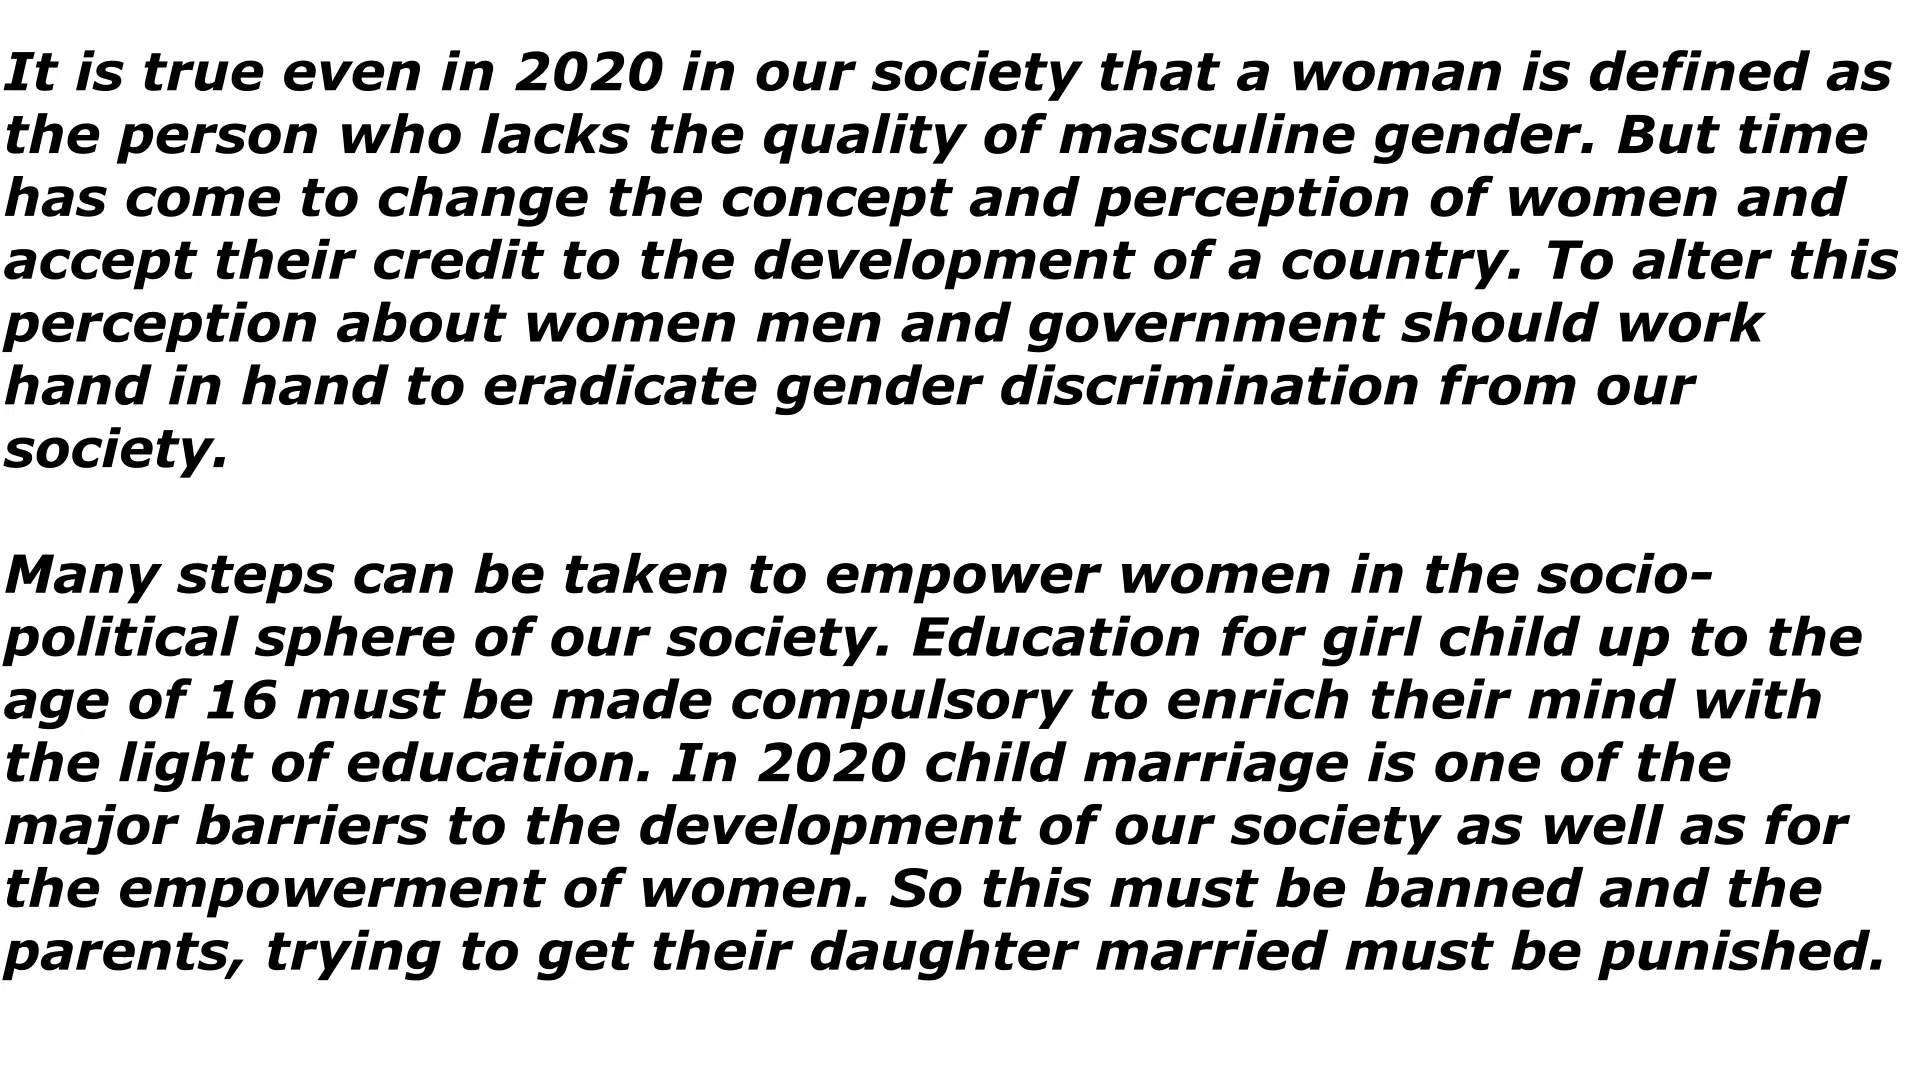 It is true even in 2020 in our society that a woman is defined as
the person who lacks the quality of masculine gender. But time
has come to change the concept and perception of women and
accept their credit to the development of a country. To alter this
perception about women men and government should work
hand in hand to eradicate gender discrimination from our
society.
Many steps can be taken to empower women in the socio-
political sphere of our society. Education for girl child up to the
age of 16 must be made compulsory to enrich their mind with
the light of education. In 2020 child marriage is one of the
major barriers to the development of our society as well as for
the empowerment of women. So this must be banned and the
parents, trying to get their daughter married must be punished.